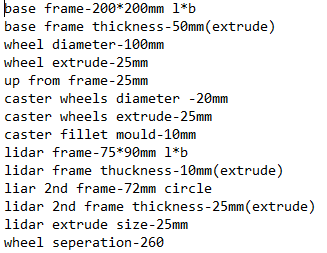 base frame-200*200mm l*b
base frame thickness-50mm(extrude)
wheel diameter-100mm
wheel extrude-25mm
up from frame-25mm
caster wheels diameter -20mm
caster wheels extrude-25mm
caster fillet mould-10mm
lidar frame-75*90mm l*b
lidar frame thuckness-10mm(extrude)
liar 2nd frame-72mm circle
lidar 2nd frame thickness-25mm(extrude)
lidar extrude size-25mm
wheel seperation-260